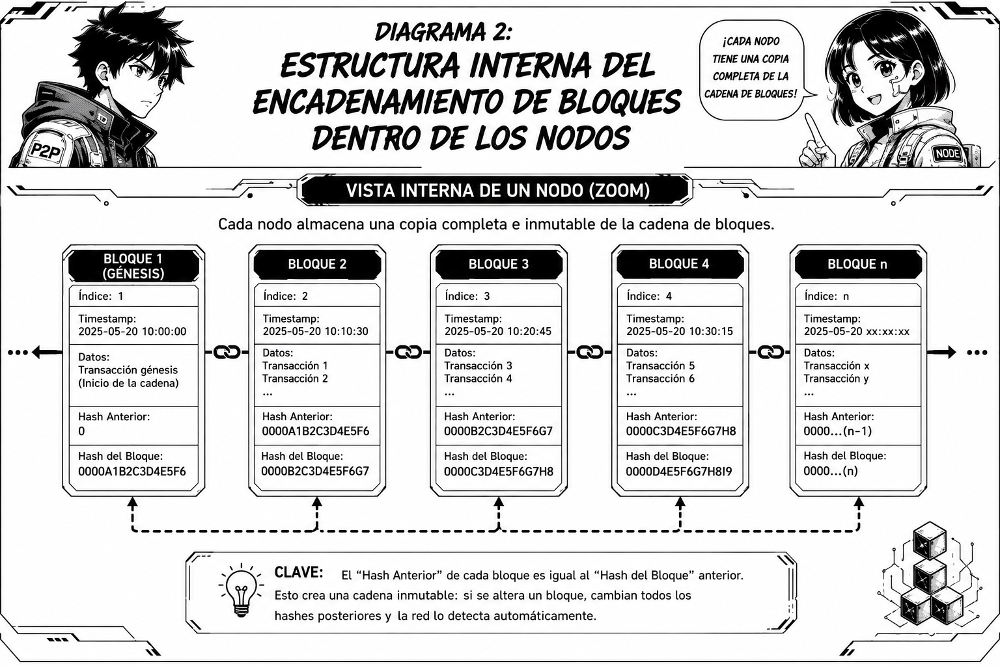 DIAGRAMA 2:
ESTRUCTURA INTERNA DEL
ENCADENAMIENTO DE BLOQUES
DENTRO DE LOS NODOS
P2P
¡CADA NODO
TIENE UNA COPIA
COMPLETA DE LA
CADENA DE BLOQUES!
NODE
VISTA INTERNA DE UN NODO (ZOOM)
Cada nodo almacena una copia completa e inmutable de la cadena de bloques.
BLOQUE 1
(GÉNESIS)
Índice: 1
Timestamp:
2025-05-20 10:00:00
Datos:
Transacción génesis
(Inicio de la cadena)
Hash Anterior:
0
Hash del Bloque:
0000A1B2C3D4E5F6
BLOQUE 2
Índice: 2
Timestamp:
2025-05-20 10:10:30
Datos:
Transacción 1
Transacción 2
...
Hash Anterior:
0000A1B2C3D4E5F6
Hash del Bloque:
0000B2C3D4E5F6G7
BLOQUE 3
Índice: 3
Timestamp:
2025-05-20 10:20:45
Datos:
Transacción 3
Transacción 4
...
Hash Anterior:
0000B2C3D4E5F6G7
Hash del Bloque:
0000C3D4E5F6G7H8
BLOQUE 4
Índice: 4
Timestamp:
2025-05-20 10:30:15
Datos:
Transacción 5
Transacción 6
...
Hash Anterior:
0000C3D4E5F6G7H8
Hash del Bloque:
0000D4E5F6G7H8I9
BLOQUE n
Índice: n
Timestamp:
2025-05-20 xx:xx:xx
Datos:
Transacción x
Transacción y
...
Hash Anterior:
0000...(n-1)
Hash del Bloque:
0000...(n)
CLAVE: El “Hash Anterior” de cada bloque es igual al “Hash del Bloque” anterior.
Esto crea una cadena inmutable: si se altera un bloque, cambian todos los
hashes posteriores y la red lo detecta automáticamente.